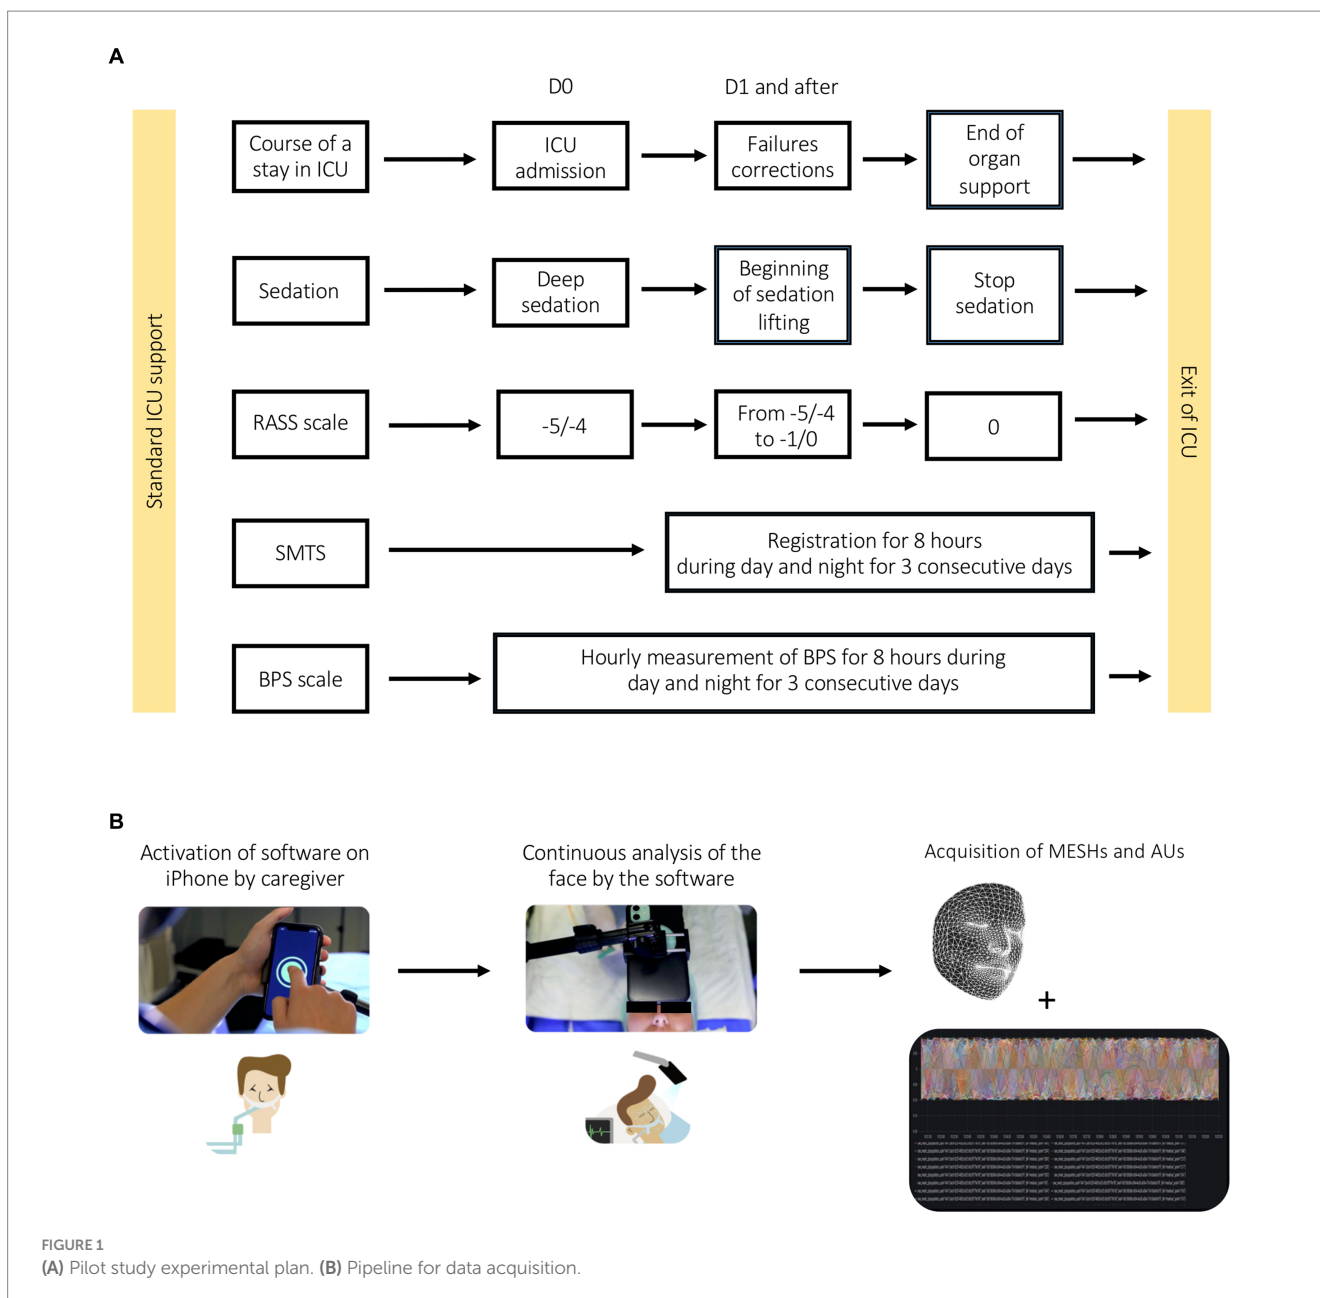 A
D0
D1 and after
Standard ICU support
Course of a
stay in ICU
ICU
admission
Failures
corrections
End of
organ
support
Sedation
Deep
sedation
Beginning
of sedation
lifting
Stop
sedation
RASS scale
-5/-4
From -5/-4
to -1/0
0
SMTS
Registration for 8 hours
during day and night for 3 consecutive days
BPS scale
Hourly measurement of BPS for 8 hours during
day and night for 3 consecutive days
Exit of ICU
B
Activation of software on
iPhone by caregiver
Continuous analysis of the
face by the software
Acquisition of MESHs and AUs
+
FIGURE 1
(A) Pilot study experimental plan. (B) Pipeline for data acquisition.